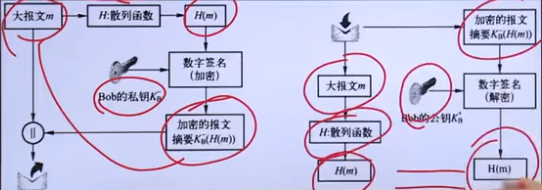 大报文m
H:散列函数
H(m)
数字签名
(加密)
Bob的私钥K⁻B
加密的报文
摘要K⁻B(H(m))
||
大报文m
H:散列函数
H(m)
加密的报文
摘要K⁻B(H(m))
数字签名
(解密)
Bob的公钥K⁺B
H(m)